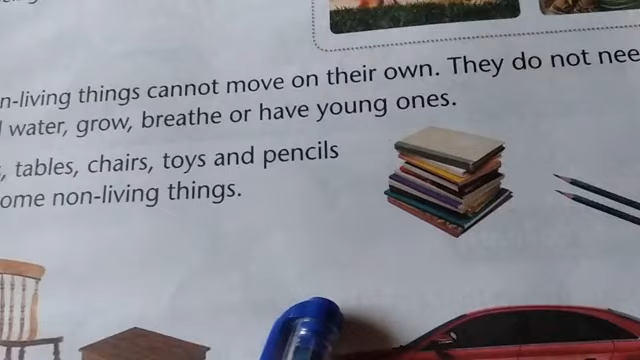 n-living things cannot move on their own. They do not nee
water, grow, breathe or have young ones.
, tables, chairs, toys and pencils
ome non-living things.